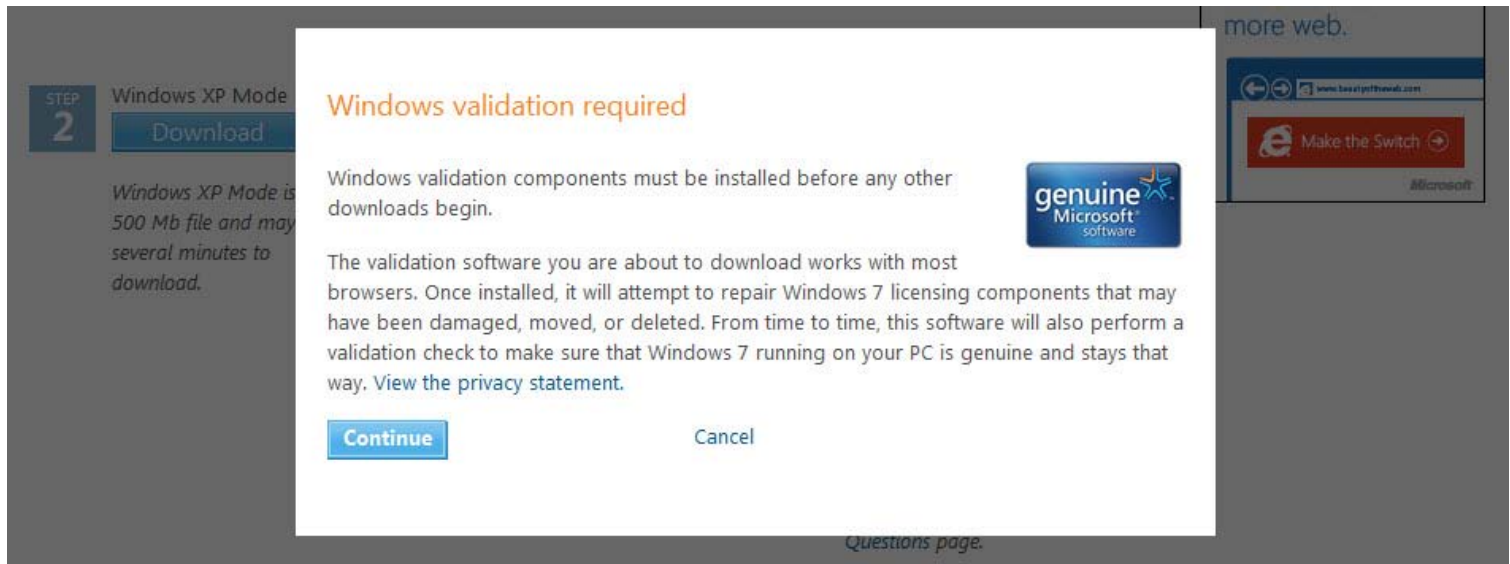 more web.
STEP
2
Windows XP Mode
Download
Windows XP Mode is
500 Mb file and may
several minutes to
download.
Windows validation required
Windows validation components must be installed before any other
downloads begin.
genuine
Microsoft®
software
The validation software you are about to download works with most
browsers. Once installed, it will attempt to repair Windows 7 licensing components that may
have been damaged, moved, or deleted. From time to time, this software will also perform a
validation check to make sure that Windows 7 running on your PC is genuine and stays that
way. View the privacy statement.
Continue
Cancel
www.beautyoftheweb.com
Make the Switch
Microsoft
Questions page.